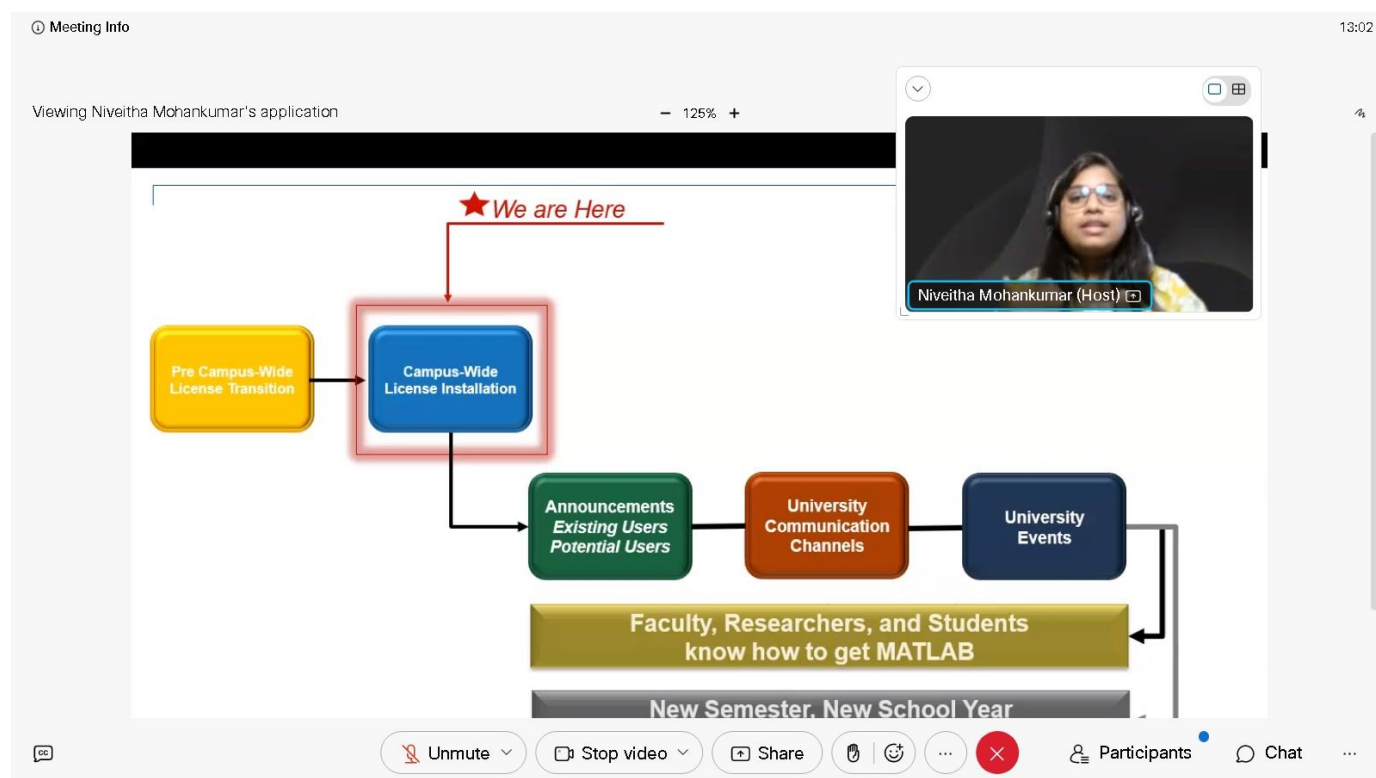 Meeting Info
13:02
Viewing Niveitha Mohankumar's application
125%
We are Here
Niveitha Mohankumar (Host)
Pre Campus-Wide
License Transition
Campus-Wide
License Installation
Announcements
Existing Users
Potential Users
University
Communication
Channels
University
Events
Faculty, Researchers, and Students
know how to get MATLAB
New Semester, New School Year
CC
Unmute
Stop video
Share
Participants
Chat